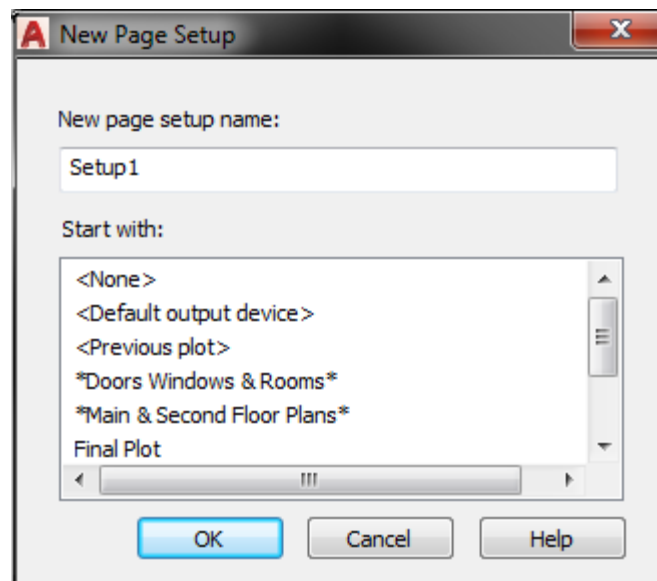 New Page Setup
New page setup name:
Setup1
Start with:
<None>
<Default output device>
<Previous plot>
*Doors Windows & Rooms*
*Main & Second Floor Plans*
Final Plot
OK Cancel Help